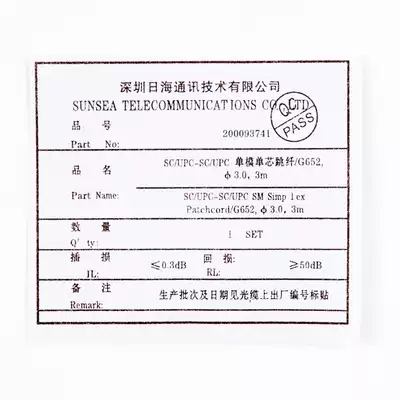 深圳日海通讯技术有限公司
SUNSEA TELECOMMUNICATIONS CO., LTD
QC
PASS
品 号
Part No:
200093741
品 名
SC/UPC-SC/UPC 单模单芯跳纤/G652,
φ3.0, 3m
Part Name:
SC/UPC-SC/UPC SM Simplex
Patchcord/G652, φ3.0, 3m
数 量
Q'ty:
1 SET
插 损
IL:
≤0.3dB
回 损:
RL:
≥50dB
备 注
Remark:
生产批次及日期见光缆上出厂编号标贴